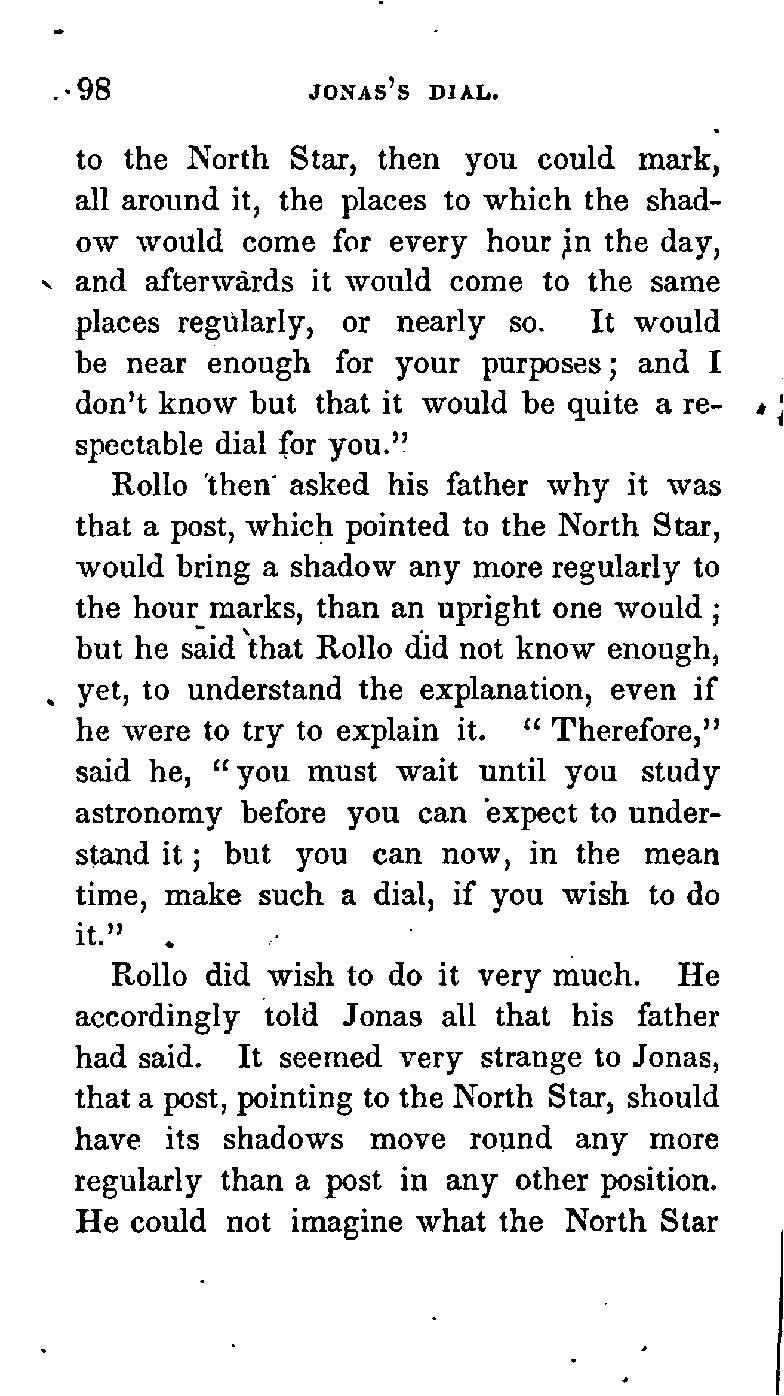 98 JONAS'S DIAL.
to the North Star, then you could mark,
all around it, the places to which the shad-
ow would come for every hour in the day,
and afterwards it would come to the same
places regularly, or nearly so. It would
be near enough for your purposes; and I
don't know but that it would be quite a re-
spectable dial for you."
Rollo then asked his father why it was
that a post, which pointed to the North Star,
would bring a shadow any more regularly to
the hour marks, than an upright one would;
but he said that Rollo did not know enough,
yet, to understand the explanation, even if
he were to try to explain it. "Therefore,"
said he, "you must wait until you study
astronomy before you can expect to under-
stand it; but you can now, in the mean
time, make such a dial, if you wish to do
it."
Rollo did wish to do it very much. He
accordingly told Jonas all that his father
had said. It seemed very strange to Jonas,
that a post, pointing to the North Star, should
have its shadows move round any more
regularly than a post in any other position.
He could not imagine what the North Star